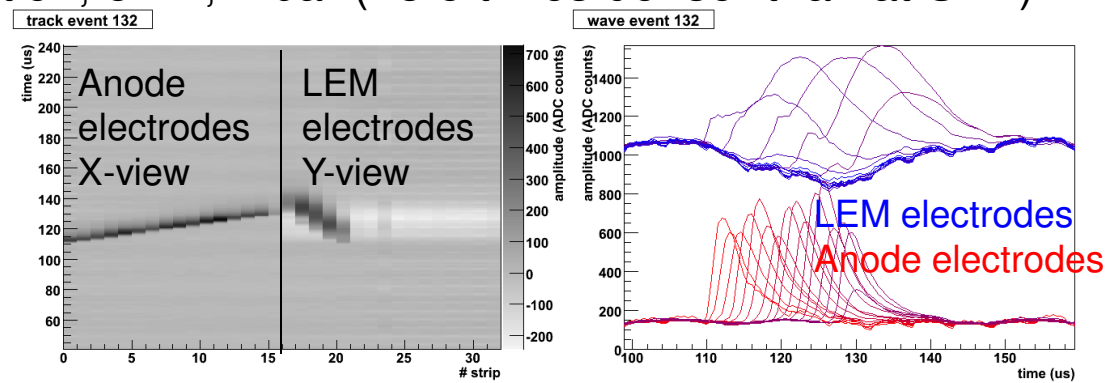 track event 132
wave event 132
time (us)
240
220
200
180
160
140
120
100
80
60
Anode
electrodes
X-view
LEM
electrodes
Y-view
0
5
10
15
20
25
30
# strip
700
600
500
400
300
200
100
0
-100
-200
amplitude (ADC counts)
amplitude (ADC counts)
1400
1200
1000
800
600
400
200
0
LEM electrodes
Anode electrodes
100
110
120
130
140
150
time (us)